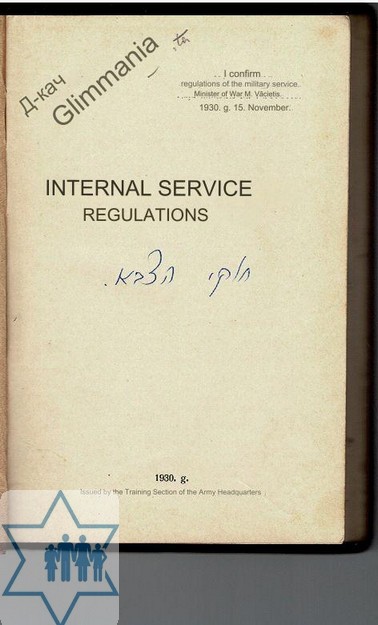 Д-кач
Glimmania
I confirm
regulations of the military service.
Minister of War M. Vācietis.
1930. g. 15. November.
INTERNAL SERVICE
REGULATIONS
חוקי הצבא.
1930. g.
Issued by the Training Section of the Army Headquarters